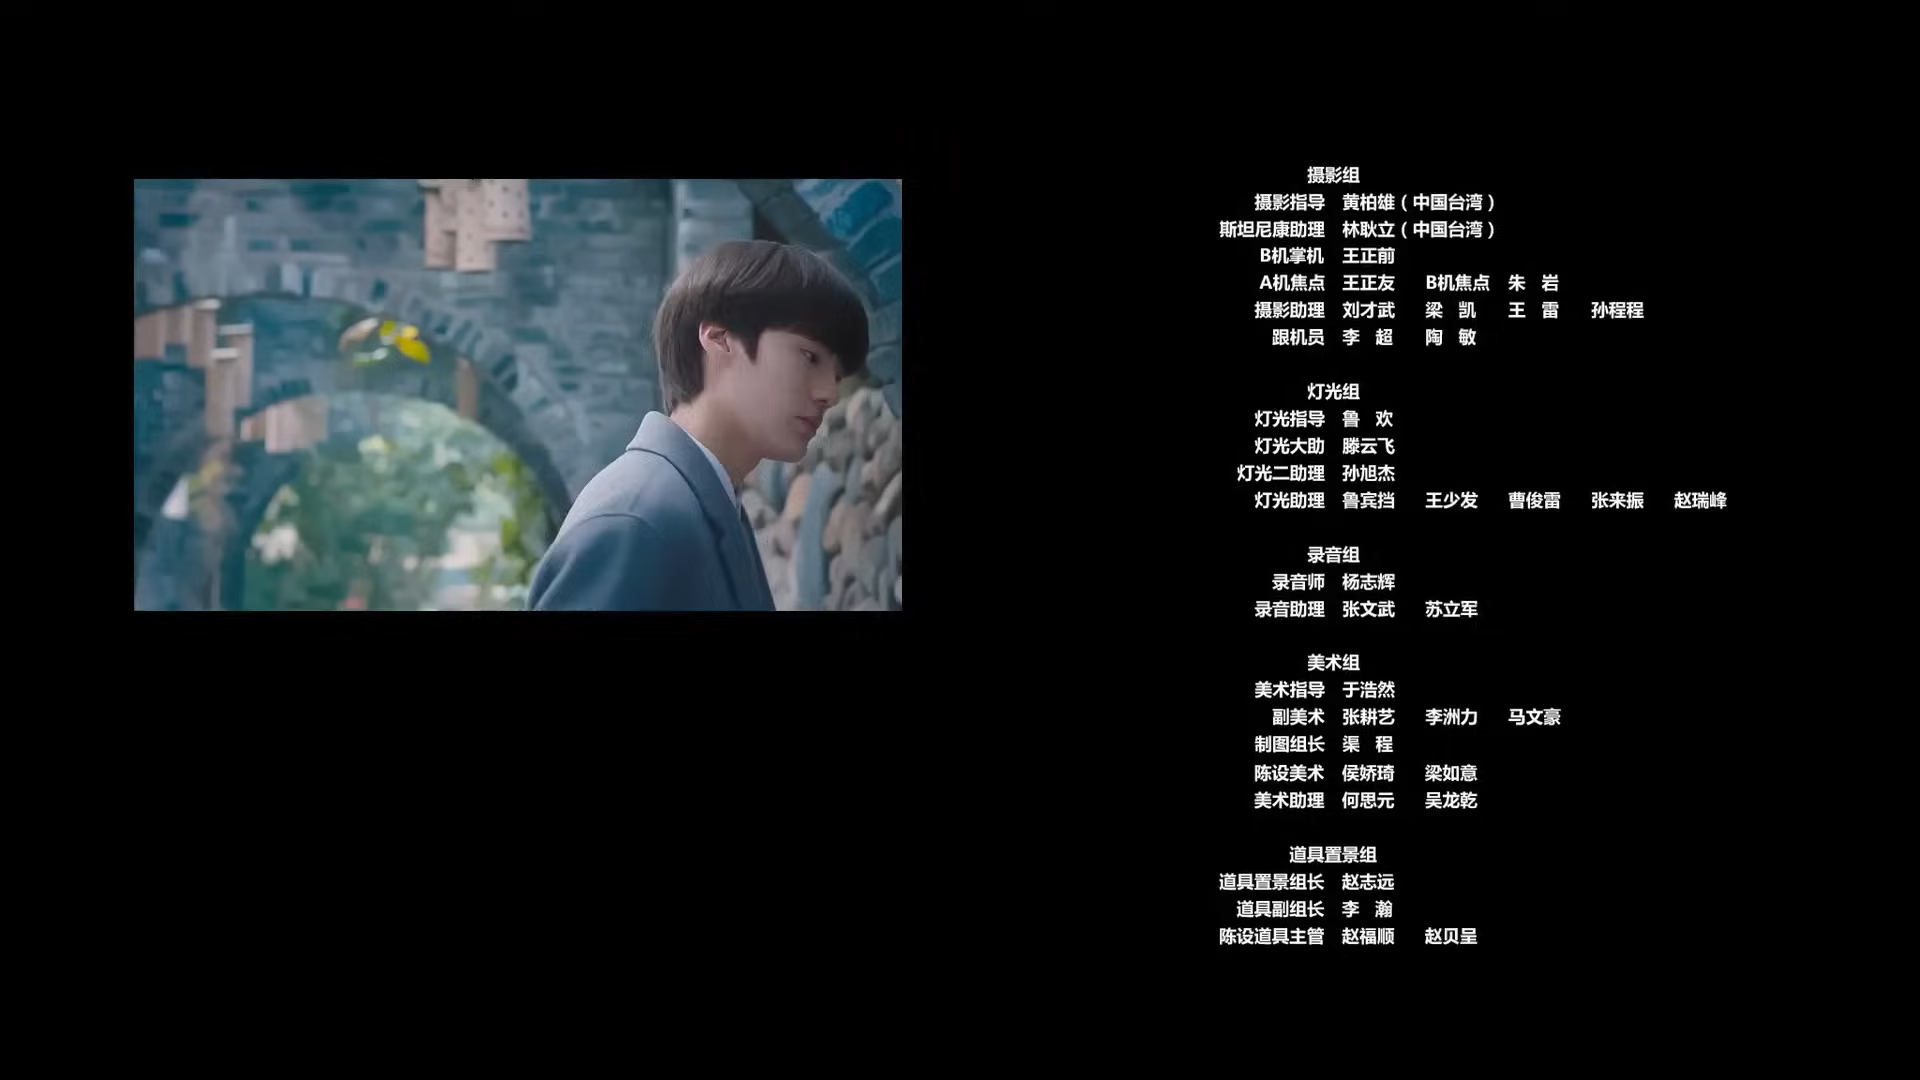 摄影组
摄影指导 黄柏雄（中国台湾）
斯坦尼康助理 林耿立（中国台湾）
B机掌机 王正前
A机焦点 王正友 B机焦点 朱 岩
摄影助理 刘才武 梁 凯 王 雷 孙程程
跟机员 李 超 陶 敏
灯光组
灯光指导 鲁 欢
灯光大助 滕云飞
灯光二助理 孙旭杰
灯光助理 鲁宾挡 王少发 曹俊雷 张来振 赵瑞峰
录音组
录音师 杨志辉
录音助理 张文武 苏立军
美术组
美术指导 于浩然
副美术 张耕艺 李洲力 马文豪
制图组长 渠 程
陈设美术 侯娇琦 梁如意
美术助理 何思元 吴龙乾
道具置景组
道具置景组长 赵志远
道具副组长 李 瀚
陈设道具主管 赵福顺 赵贝呈